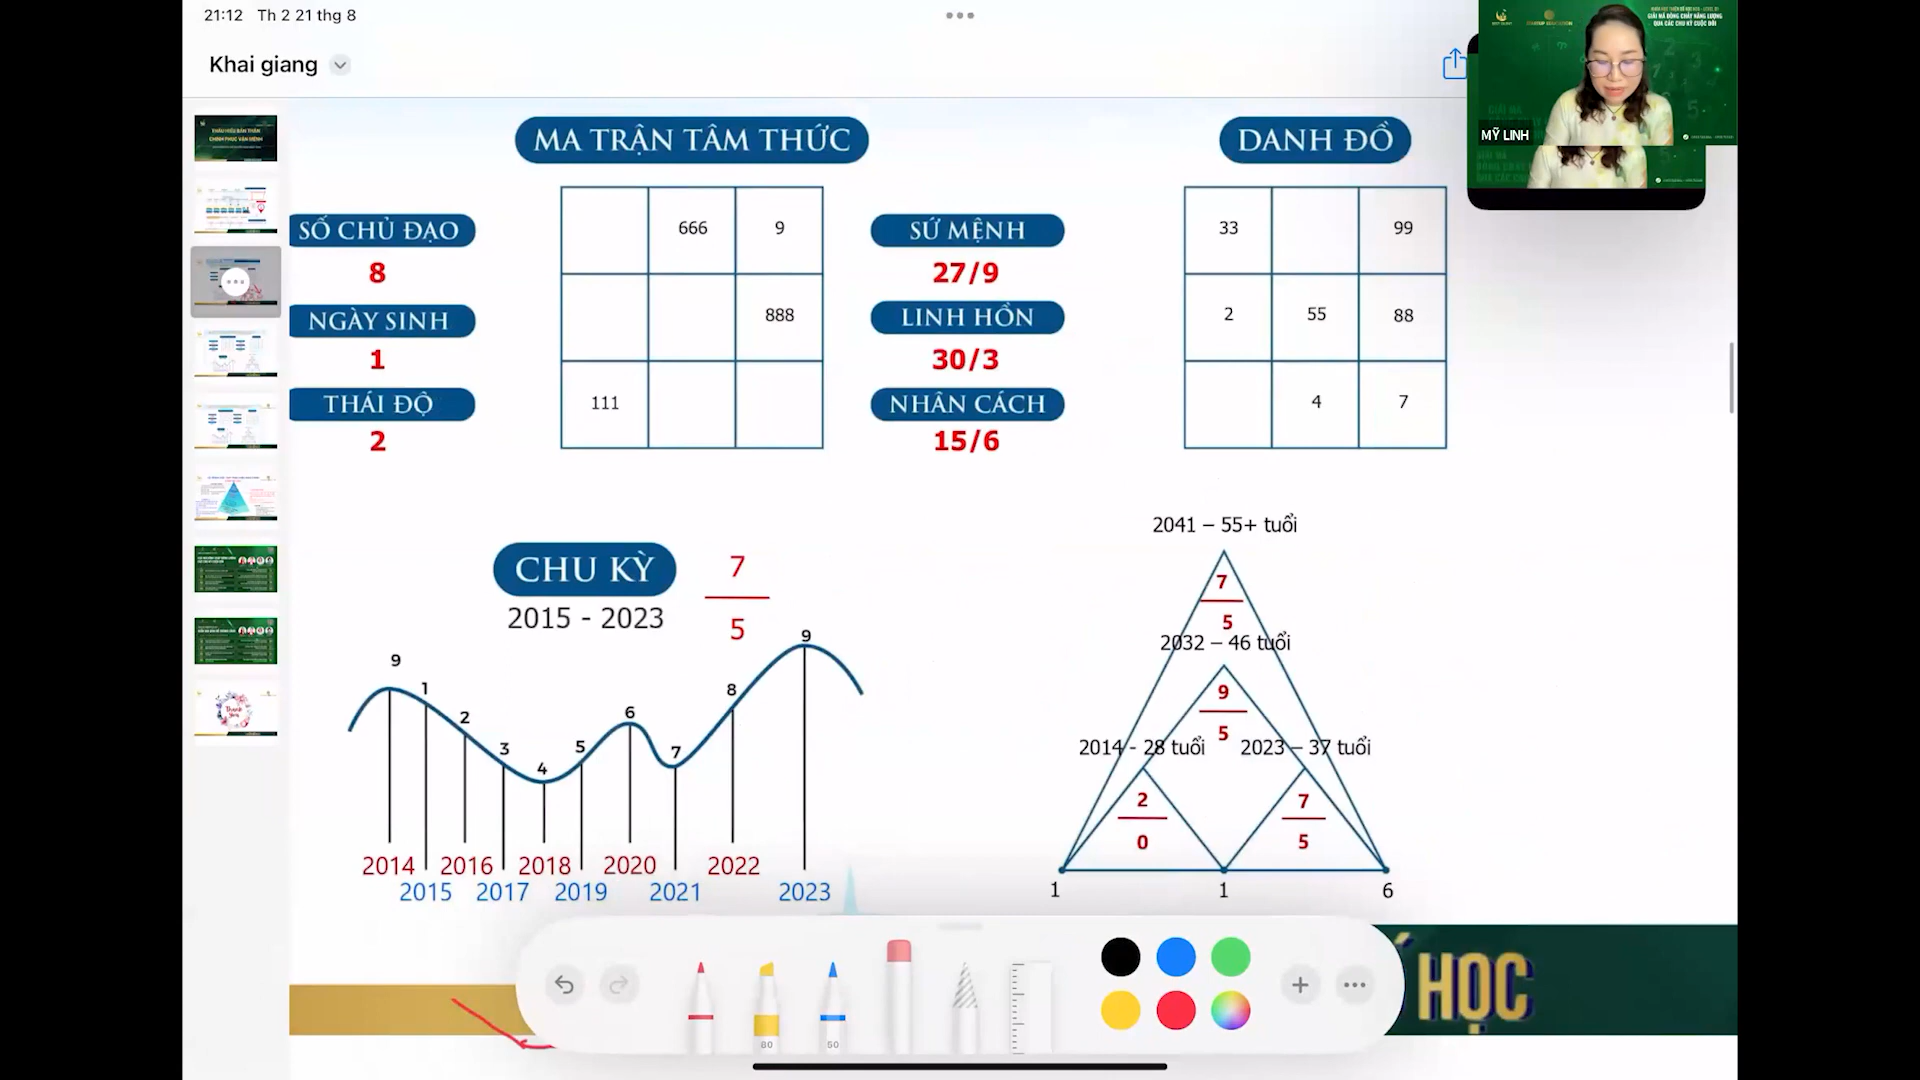 21:12 Th 2 21 thg 8
Khai giang
MỸ LINH
MA TRẬN TÂM THỨC
DANH ĐỒ
SỐ CHỦ ĐẠO
8
NGÀY SINH
1
THÁI ĐỘ
2
666 9
888
111
SỨ MỆNH
27/9
LINH HỒN
30/3
NHÂN CÁCH
15/6
33 99
2 55 88
4 7
CHU KỲ
2015 - 2023
7
5
9 1 2 3 4 5 6 7 8 9
2014 2016 2018 2020 2022
2015 2017 2019 2021 2023
2041 – 55+ tuổi
7
5
2032 – 46 tuổi
9
5
2014 - 28 tuổi 2023 – 37 tuổi
2 7
0 5
1 1 6
HỌC
80 50